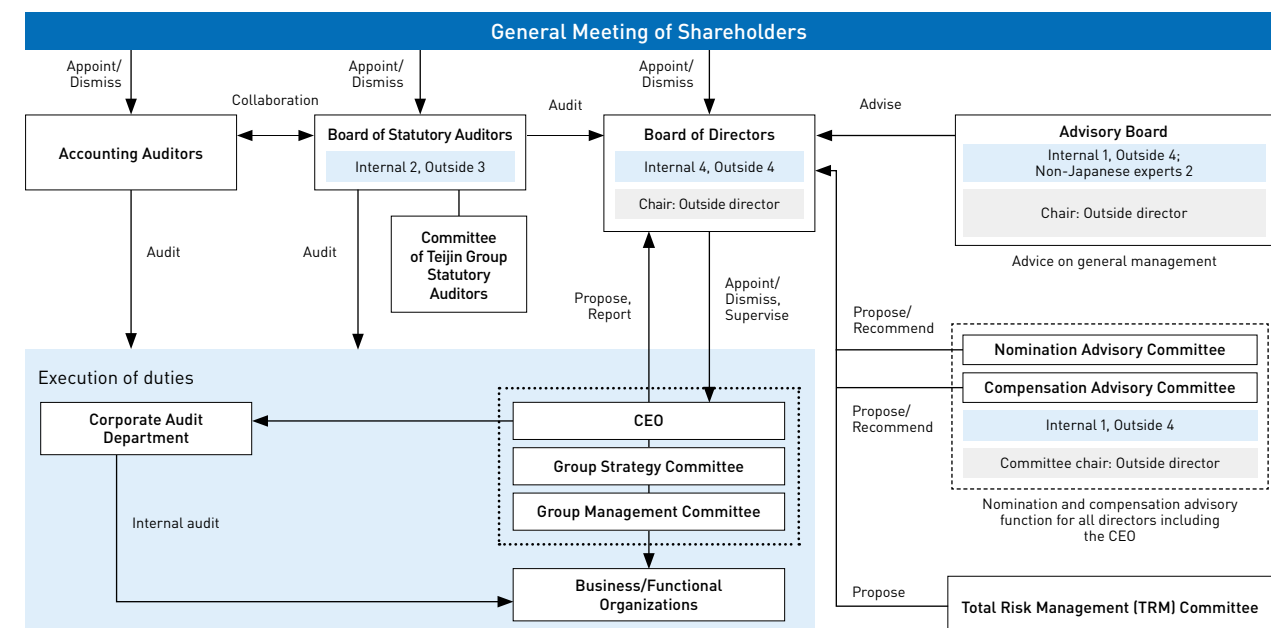 General Meeting of Shareholders
Appoint/
Dismiss
Appoint/
Dismiss
Appoint/
Dismiss
Collaboration
Audit
Advise
Accounting Auditors
Board of Statutory Auditors
Internal 2, Outside 3
Board of Directors
Internal 4, Outside 4
Chair: Outside director
Advisory Board
Internal 1, Outside 4;
Non-Japanese experts 2
Chair: Outside director
Advice on general management
Committee
of Teijin Group
Statutory
Auditors
Audit
Audit
Propose,
Report
Appoint/
Dismiss,
Supervise
Propose/
Recommend
Nomination Advisory Committee
Compensation Advisory Committee
Propose/
Recommend
Internal 1, Outside 4
Committee chair: Outside director
Nomination and compensation advisory
function for all directors including
the CEO
Execution of duties
Corporate Audit
Department
CEO
Group Strategy Committee
Group Management Committee
Internal audit
Business/Functional
Organizations
Propose
Total Risk Management (TRM) Committee